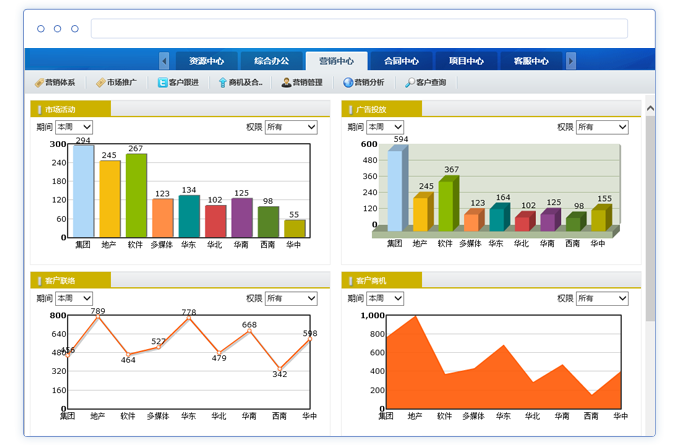 资源中心 综合办公 营销中心 合同中心 项目中心 客服中心
营销体系 市场推广 客户跟进 商机及合.. 营销管理 营销分析 客户查询
市场活动
期间 本周 权限 所有
300
240
180
120
60
0
294 245 267 123 134 102 125 98 55
集团 地产 软件 多媒体 华东 华北 华南 西南 华中
广告投放
期间 本周 权限 所有
600
480
360
240
120
0
594 245 367 123 164 102 125 98 155
集团 地产 软件 多媒体 华东 华北 华南 西南 华中
客户联络
期间 本周 权限 所有
800
640
480
320
160
0
456 789 464 527 778 479 668 342 598
集团 地产 软件 多媒体 华东 华北 华南 西南 华中
客户商机
期间 本周 权限 所有
1,000
800
600
400
200
0
集团 地产 软件 多媒体 华东 华北 华南 西南 华中